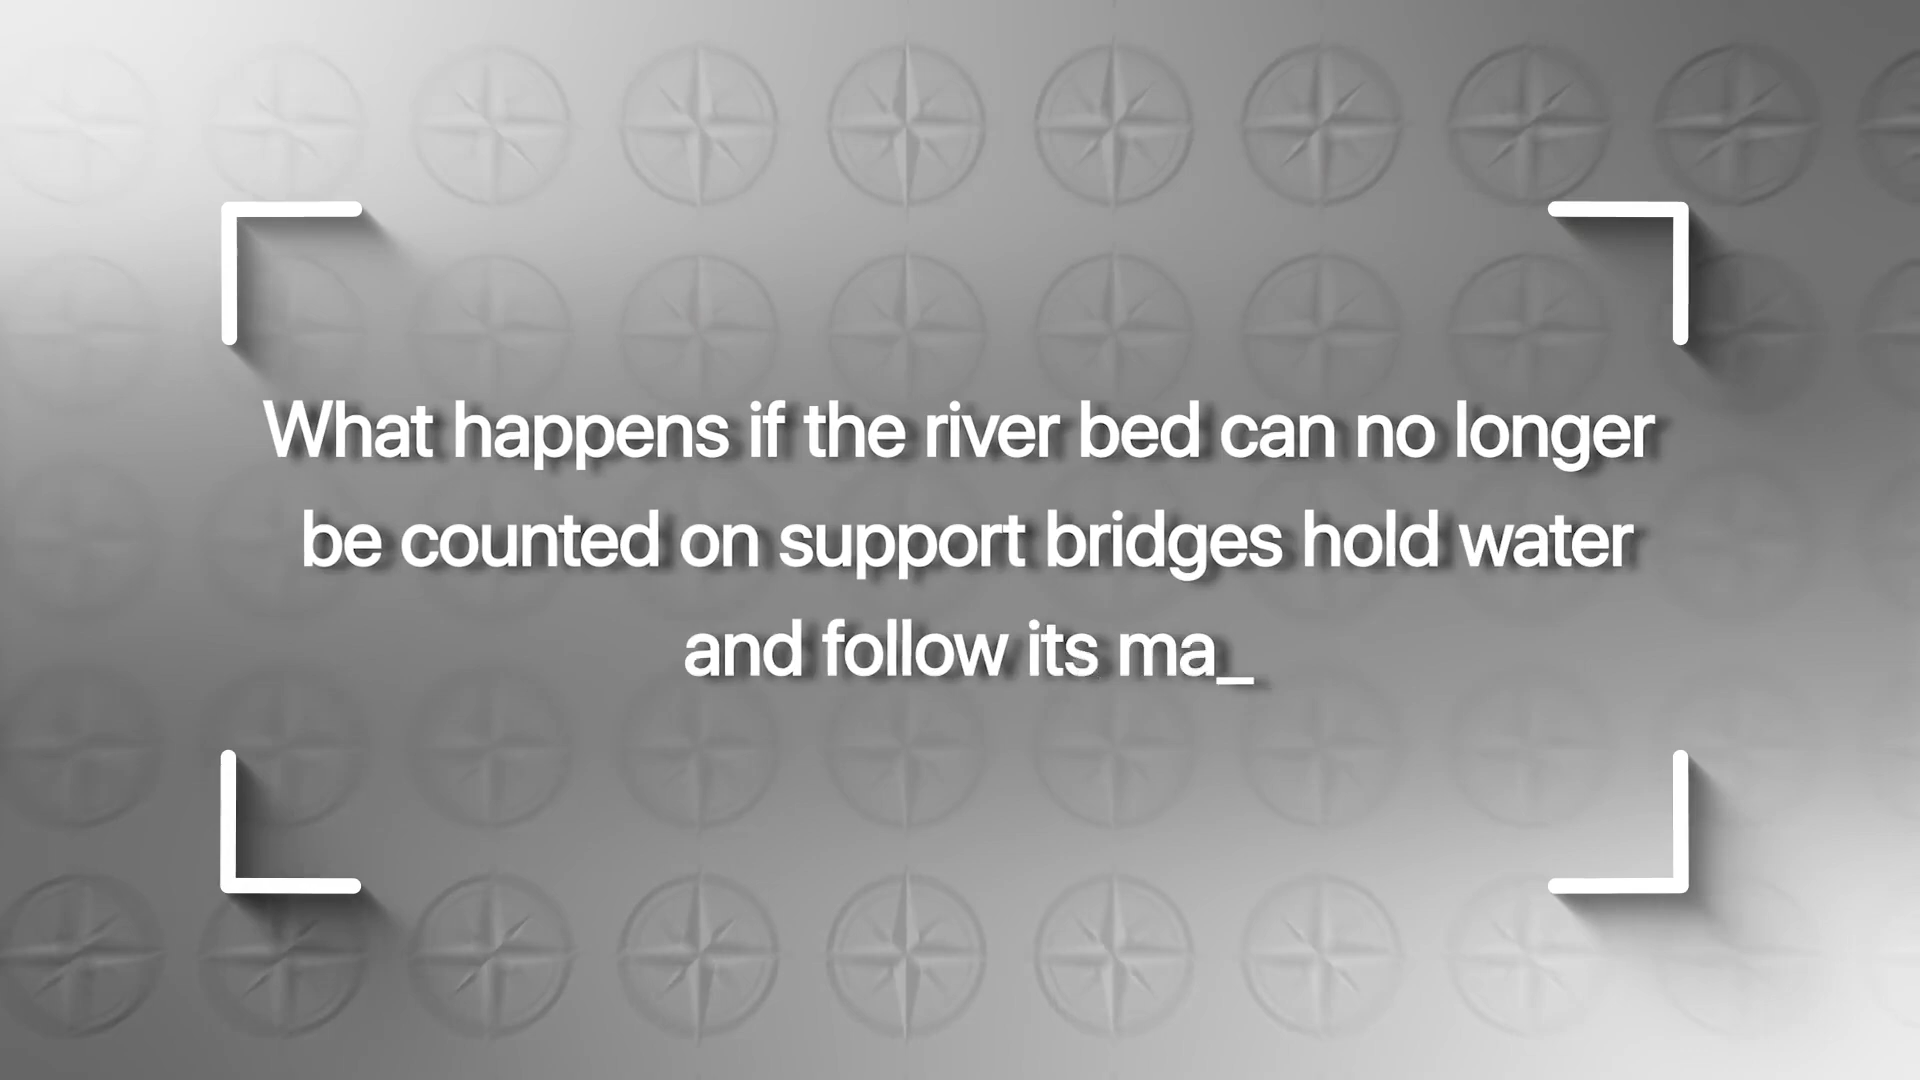 What happens if the river bed can no longer
be counted on support bridges hold water
and follow its ma_